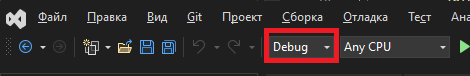 Файл Правка Вид Git Проект Сборка Отладка Тест
Debug Any CPU